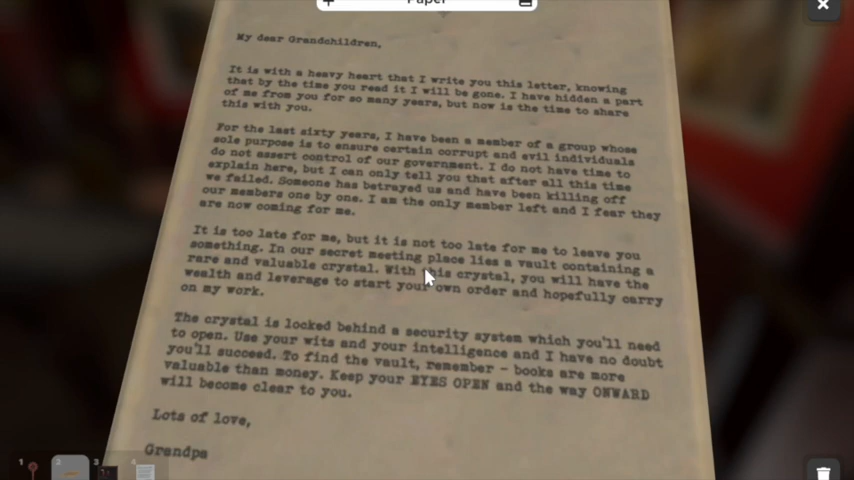 Paper
My dear Grandchildren,
It is with a heavy heart that I write you this letter, knowing
that by the time you read it I will be gone. I have hidden a part
of me from you for so many years, but now is the time to share
this with you.
For the last sixty years, I have been a member of a group whose
sole purpose is to ensure certain corrupt and evil individuals
do not assert control of our government. I do not have time to
explain here, but I can only tell you that after all this time
we failed. Someone has betrayed us and have been killing off
our members one by one. I am the only member left and I fear they
are now coming for me.
It is too late for me, but it is not too late for me to leave you
something. In our secret meeting place lies a vault containing a
rare and valuable crystal. With this crystal, you will have the
wealth and leverage to start your own order and hopefully carry
on my work.
The crystal is locked behind a security system which you'll need
to open. Use your wits and your intelligence and I have no doubt
you'll succeed. To find the vault, remember - books are more
valuable than money. Keep your EYES OPEN and the way ONWARD
will become clear to you.
Lots of love,
Grandpa
1 2 3 4